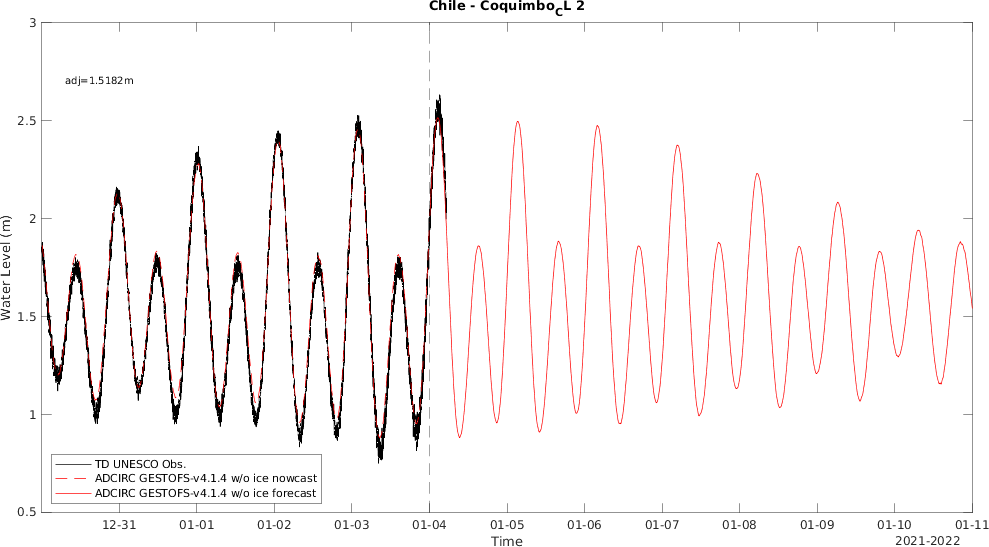 Chile - CoquimboCL 2
3
adj=1.5182m
2.5
2
Water Level (m)
1.5
1
TD UNESCO Obs.
ADCIRC GESTOFS-v4.1.4 w/o ice nowcast
ADCIRC GESTOFS-v4.1.4 w/o ice forecast
0.5
12-31 01-01 01-02 01-03 01-04 01-05 01-06 01-07 01-08 01-09 01-10 01-11
Time
2021-2022